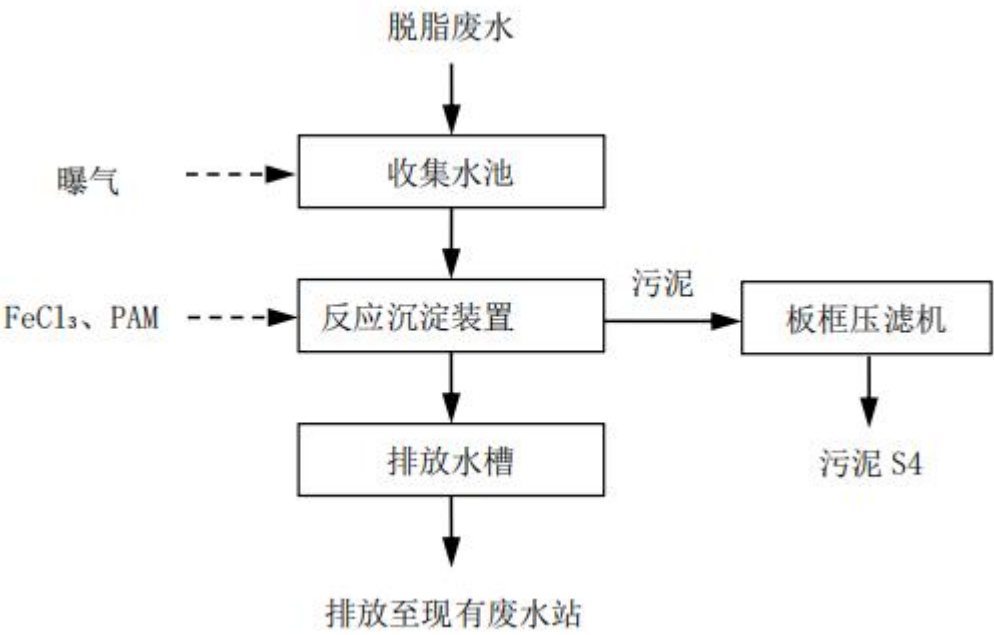 脱脂废水
曝气
收集水池
FeCl₃、PAM
反应沉淀装置
污泥
板框压滤机
排放水槽
污泥 S4
排放至现有废水站